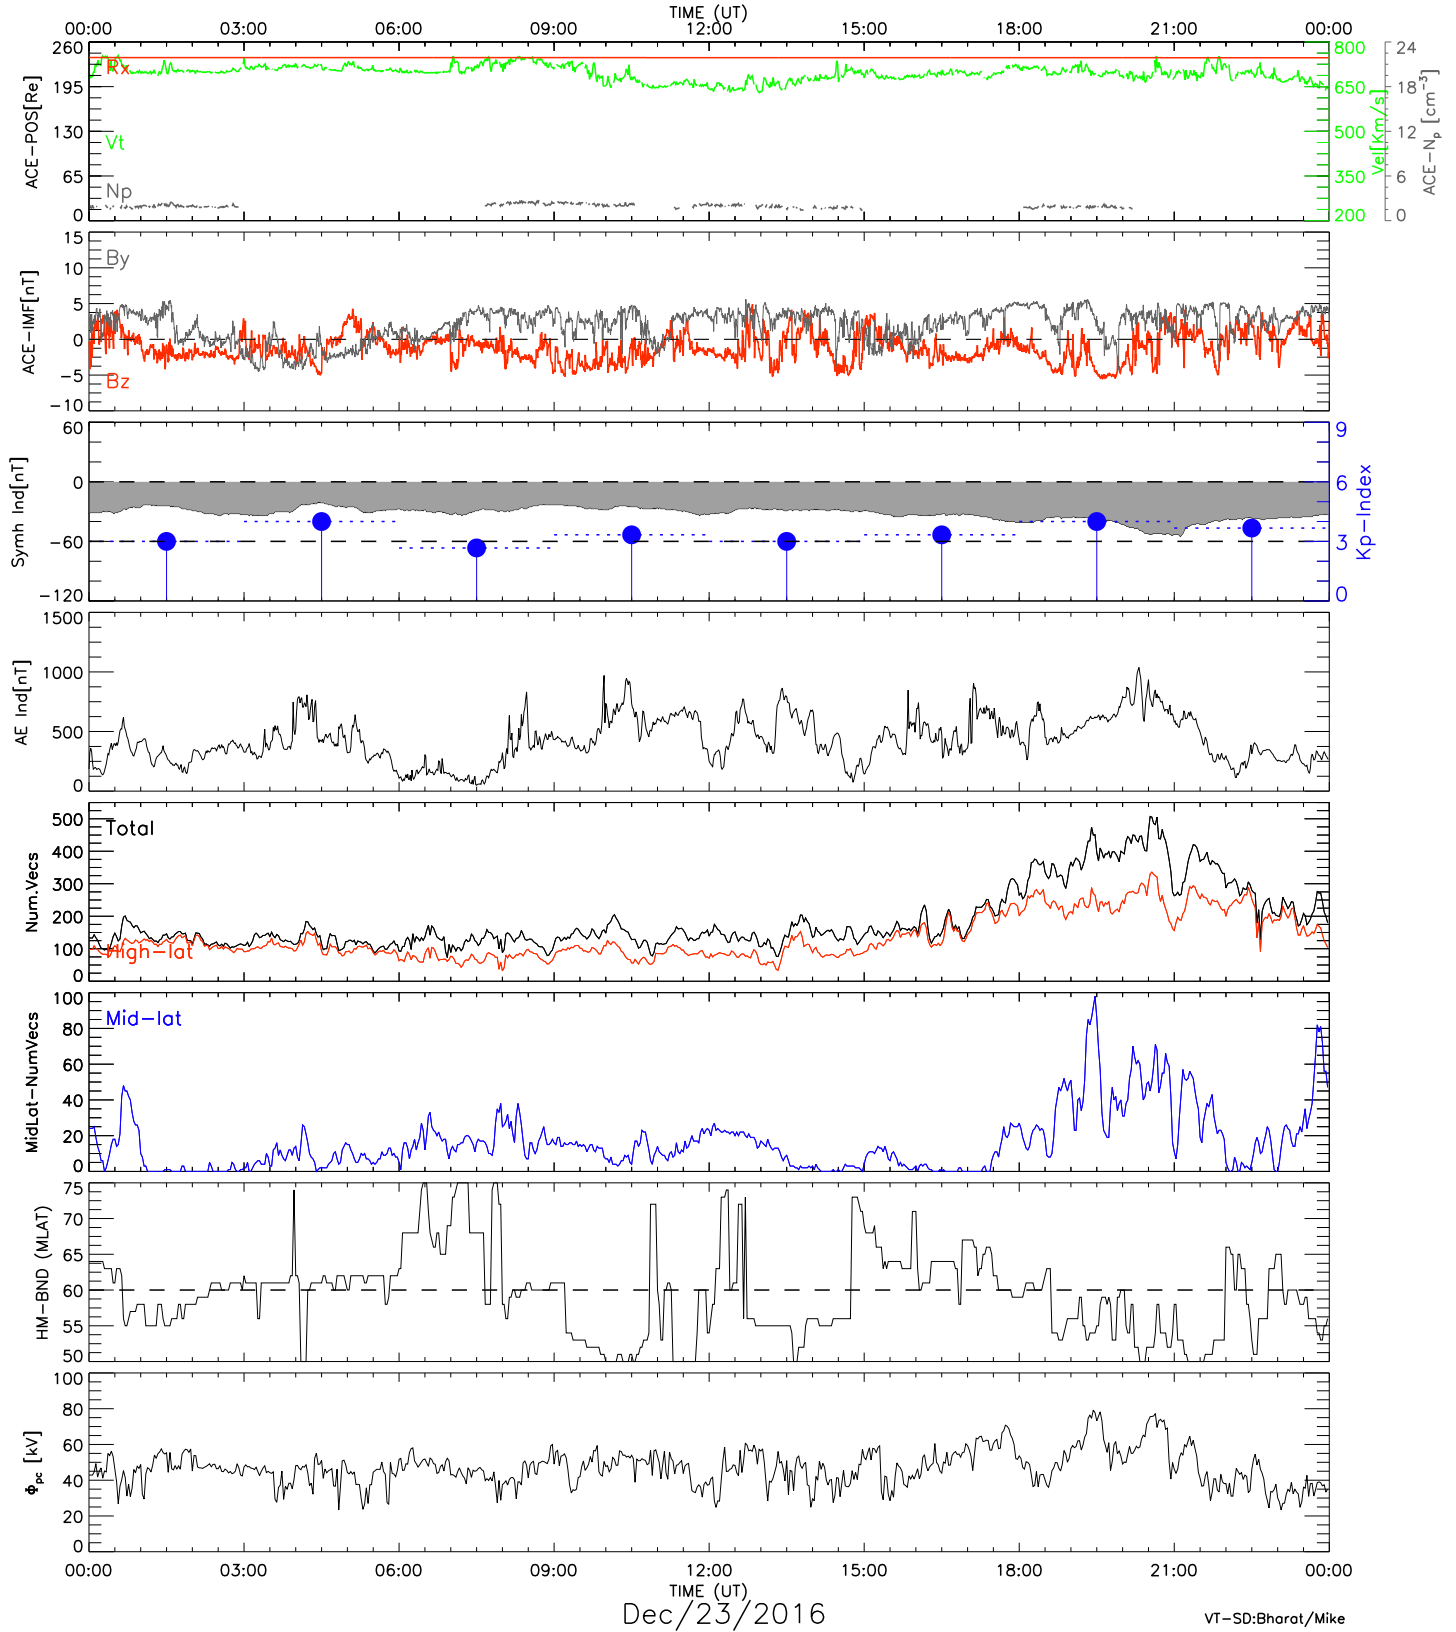 TIME (UT)
00:00 03:00 06:00 09:00 12:00 15:00 18:00 21:00 00:00
260
195
130
65
0
ACE-POS[Re]
Rx
Vt
Np
800
650
500
350
200
Vel[Km/s]
24
18
12
6
0
ACE-Np [cm-3]
15
10
5
0
-5
-10
ACE-IMF[nT]
By
Bz
60
0
-60
-120
Symh Ind[nT]
9
6
3
0
Kp-Index
1500
1000
500
0
AE Ind[nT]
500
400
300
200
100
0
Num.Vecs
Total
High-lat
100
80
60
40
20
0
MidLat-NumVecs
Mid-lat
75
70
65
60
55
50
HM-BND (MLAT)
100
80
60
40
20
0
Φpc [kV]
00:00 03:00 06:00 09:00 12:00 15:00 18:00 21:00 00:00
TIME (UT)
Dec/23/2016
VT-SD:Bharat/Mike